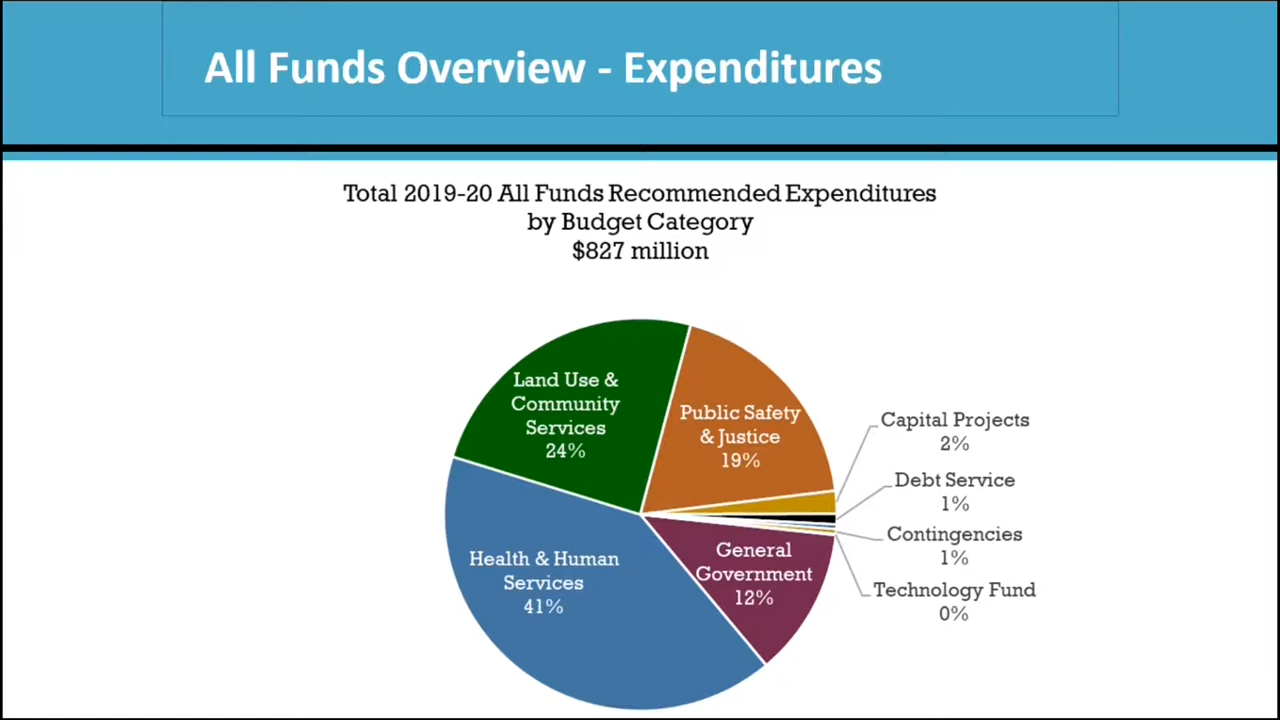 All Funds Overview - Expenditures
Total 2019-20 All Funds Recommended Expenditures
by Budget Category
$827 million
Land Use &
Community
Services
24%
Public Safety
& Justice
19%
Capital Projects
2%
Debt Service
1%
Contingencies
1%
Technology Fund
0%
General
Government
12%
Health & Human
Services
41%